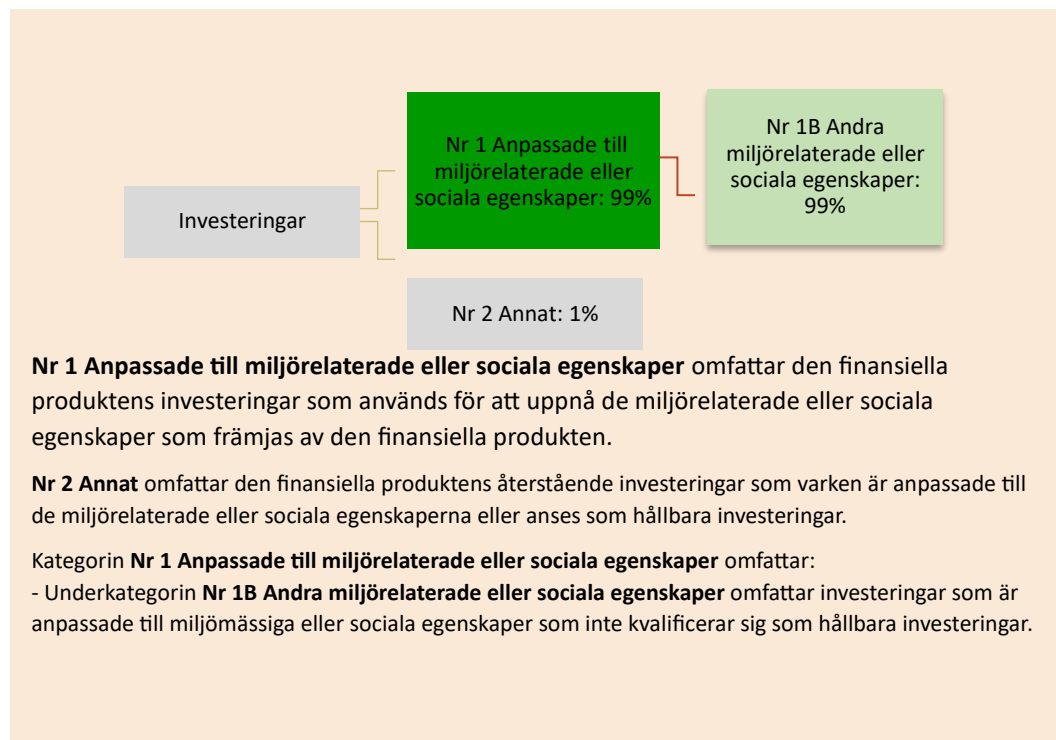 Nr 1 Anpassade till
miljörelaterade eller
sociala egenskaper: 99%
Nr 1B Andra
miljörelaterade eller
sociala egenskaper:
99%
Investeringar
Nr 2 Annat: 1%
Nr 1 Anpassade till miljörelaterade eller sociala egenskaper omfattar den finansiella
produktens investeringar som används för att uppnå de miljörelaterade eller sociala
egenskaper som främjas av den finansiella produkten.
Nr 2 Annat omfattar den finansiella produktens återstående investeringar som varken är anpassade till
de miljörelaterade eller sociala egenskaperna eller anses som hållbara investeringar.
Kategorin Nr 1 Anpassade till miljörelaterade eller sociala egenskaper omfattar:
- Underkategorin Nr 1B Andra miljörelaterade eller sociala egenskaper omfattar investeringar som är
anpassade till miljömässiga eller sociala egenskaper som inte kvalificerar sig som hållbara investeringar.